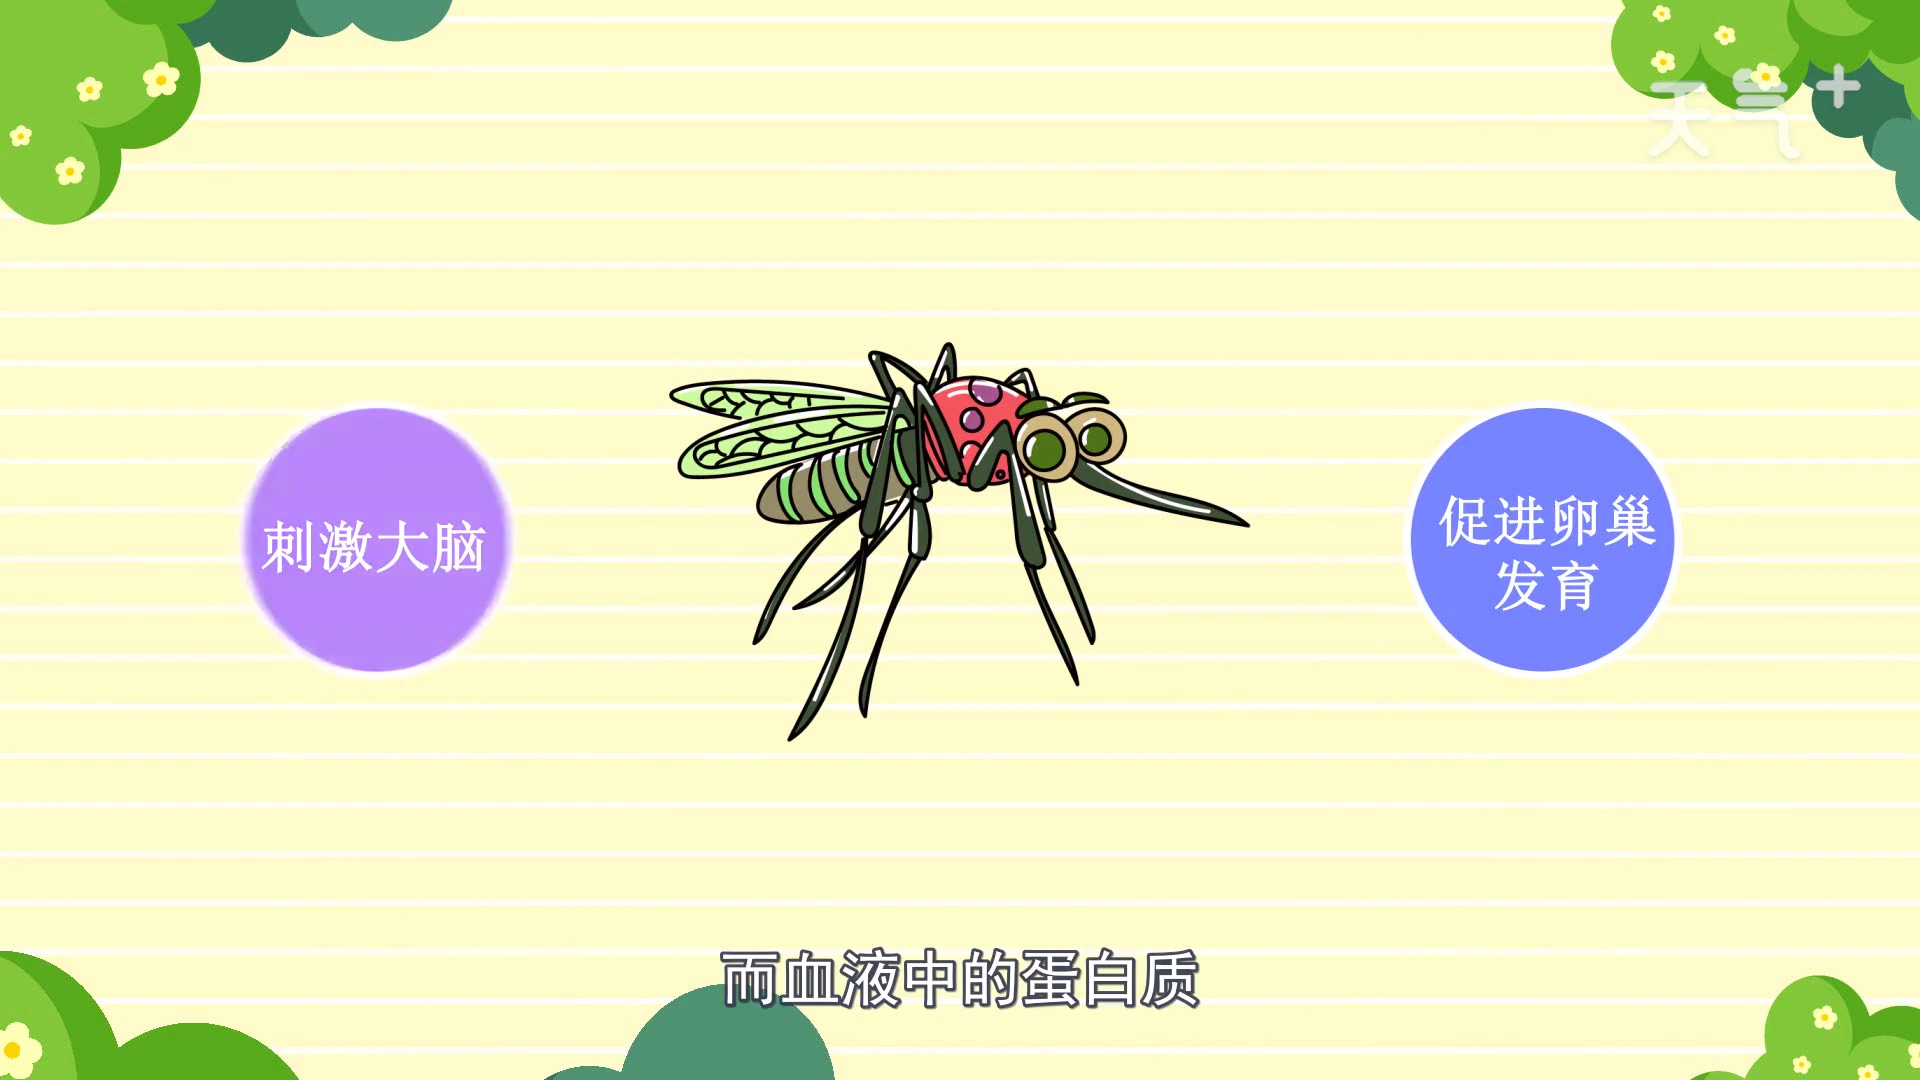 天气+
刺激大脑
促进卵巢
发育
而血液中的蛋白质